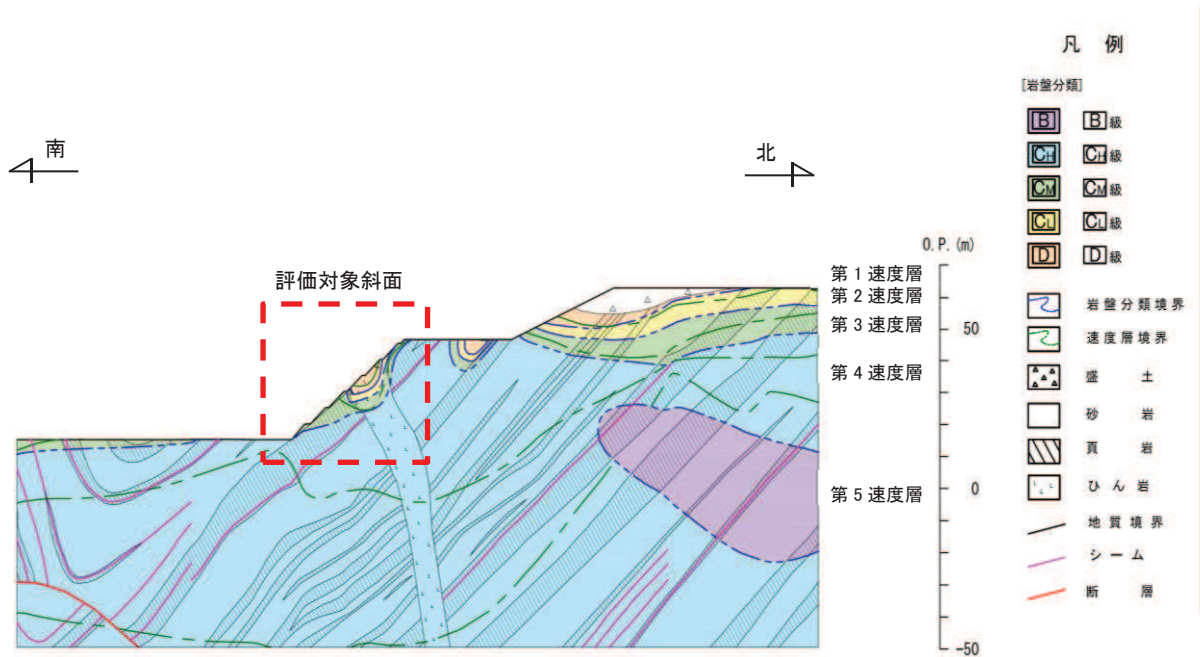 凡 例
[岩盤分類]
B B級
CH CH級
CM CM級
CL CL級
D D級
岩盤分類境界
速度層境界
盛土
砂岩
頁岩
ひん岩
地質境界
シーム
断層
南
北
評価対象斜面
O.P.(m)
第1速度層
第2速度層
第3速度層
第4速度層
第5速度層
50
0
-50